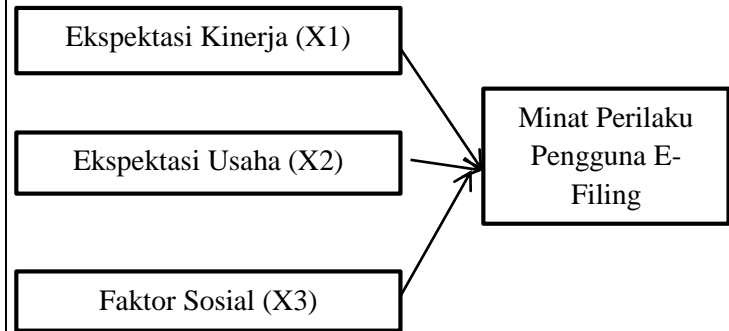 Ekspektasi Kinerja (X1)
Ekspektasi Usaha (X2)
Faktor Sosial (X3)
Minat Perilaku
Pengguna E-
Filing